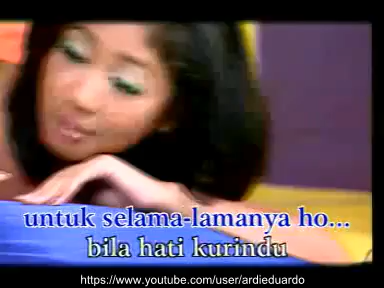 untuk selama-lamanya ho...
bila hati kurindu
https://www.youtube.com/user/ardieduardo